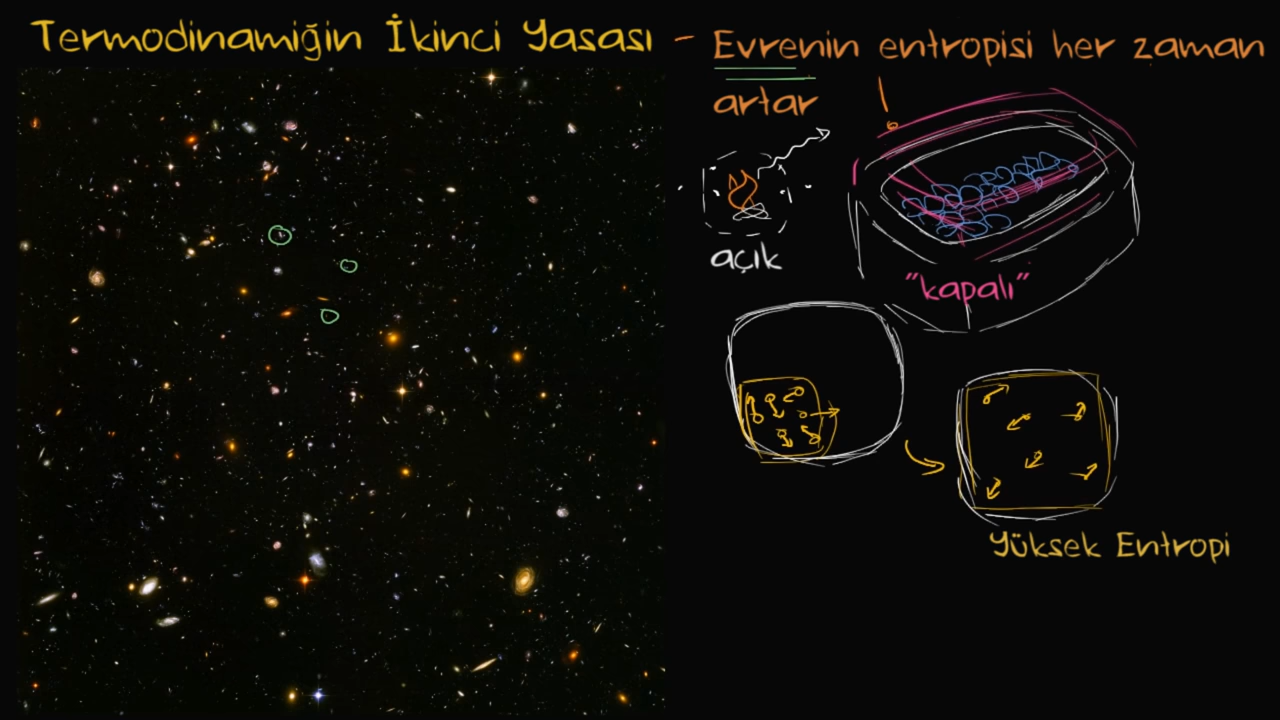 Termodinamiğin İkinci Yasası - Evrenin entropisi her zaman
artar
açık
"kapalı"
Yüksek Entropi